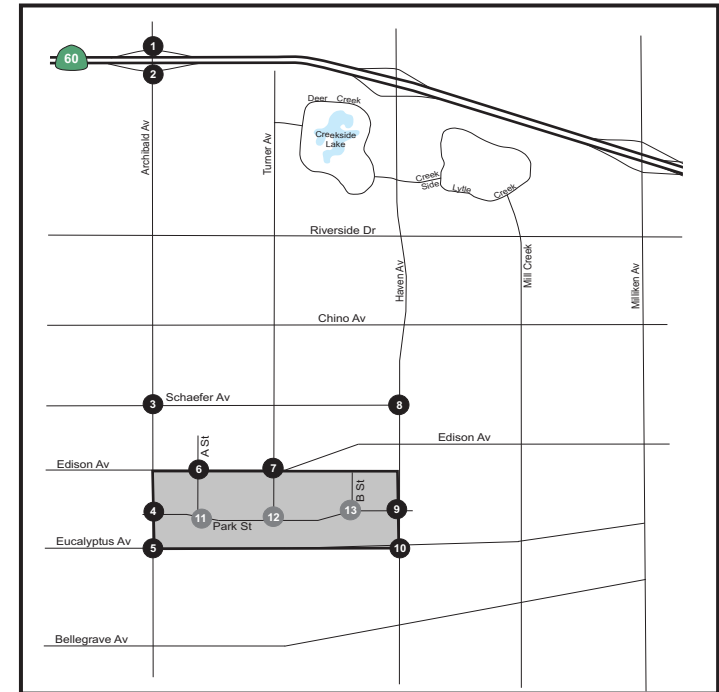 1
60
2
Deer Creek
Creekside
Lake
Archibald Av
Turner Av
Creek
Side
Lytle Creek
Riverside Dr
Haven Av
Mill Creek
Milliken Av
Chino Av
3
Schaefer Av
8
A St
Edison Av
Edison Av
6
7
B St
4
11
Park St
12
13
9
Eucalyptus Av
5
10
Bellegrave Av